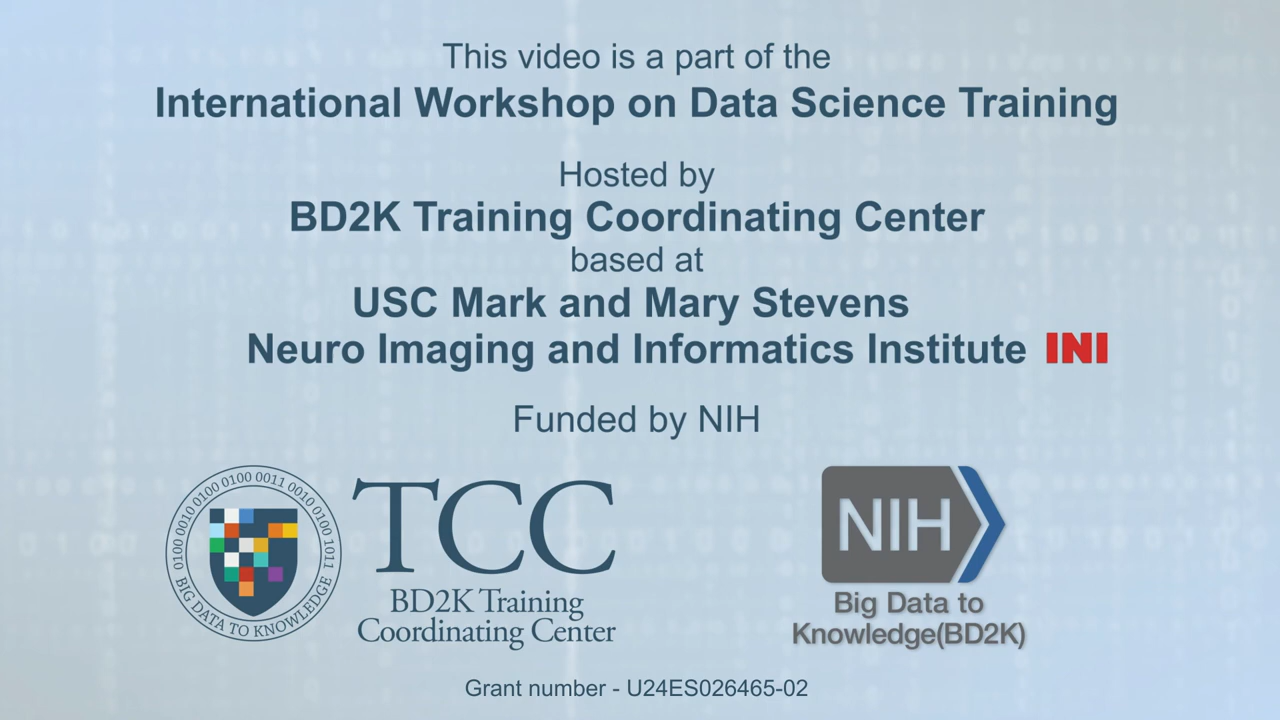 This video is a part of the
International Workshop on Data Science Training
Hosted by
BD2K Training Coordinating Center
based at
USC Mark and Mary Stevens
Neuro Imaging and Informatics Institute INI
Funded by NIH
0100 0010 0100 0100 0011 0010 0100 1011
BIG DATA TO KNOWLEDGE
TCC
BD2K Training
Coordinating Center
NIH
Big Data to
Knowledge(BD2K)
Grant number - U24ES026465-02